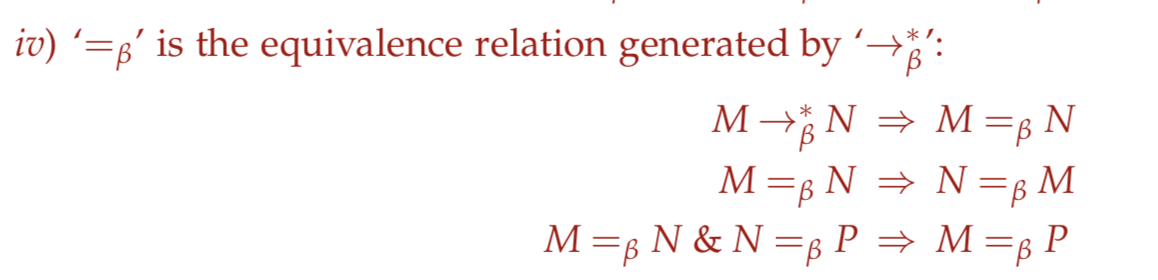 iv) ‘=β’ is the equivalence relation generated by ‘→*β’:
M →*β N ⇒ M =β N
M =β N ⇒ N =β M
M =β N & N =β P ⇒ M =β P